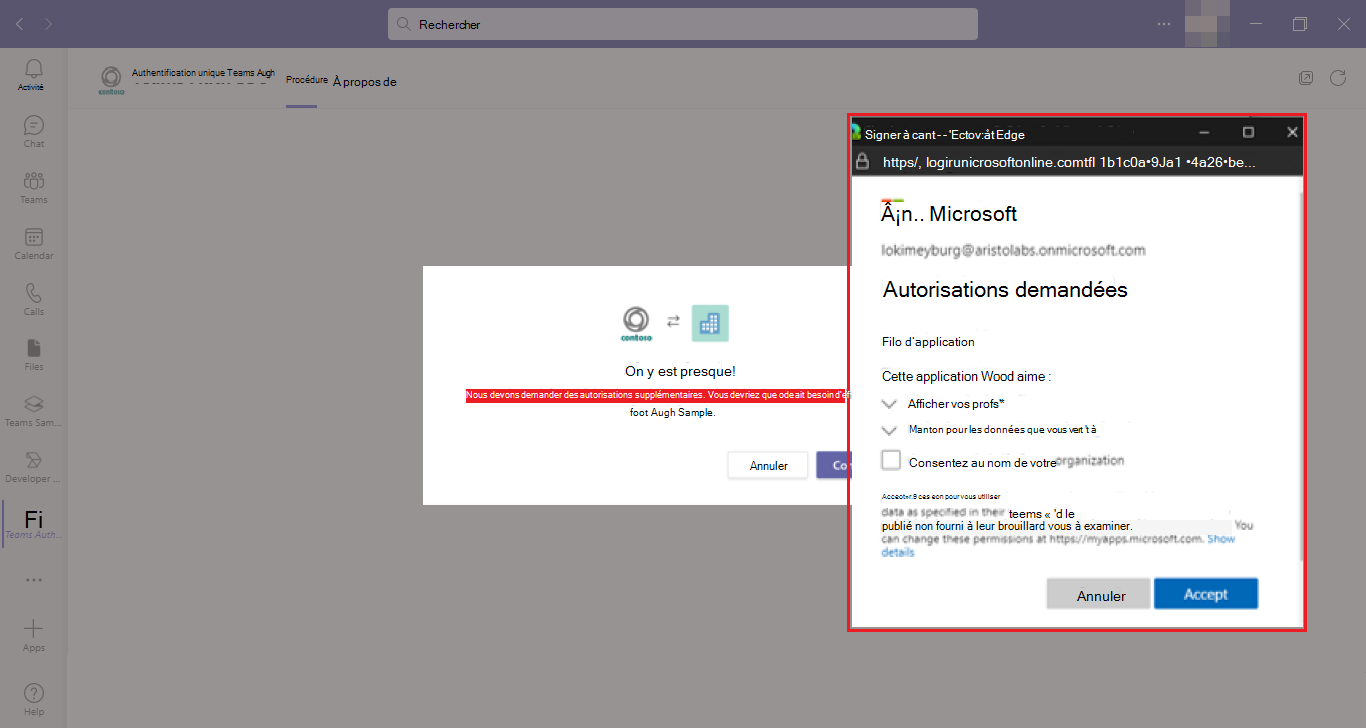 Rechercher
Activité
Chat
Teams
Calendar
Calls
Files
Teams Sam...
Developer ...
Fi
Teams Auth...
Apps
Help
contoso
Authentification unique Teams Augh
Procédure
À propos de
contoso
On y est presque!
Nous devons demander des autorisations supplémentaires. Vous devriez que ode ait besoin d'
foot Augh Sample.
Annuler
Co
Signer à cant - - 'Ectov:åt Edge
https/, logirunicrosoftonline.comtfl 1b1c0a•9Ja1 •4a26•be...
Â¡n.. Microsoft
lokimeyburg@aristolabs.onmicrosoft.com
Autorisations demandées
Filo d'application
Cette application Wood aime :
Afficher vos profs*
Manton pour les données que vous vert 't à
Consentez au nom de votre organization
pour vous utiliser
data as specified in their teems « 'd le
publié non fourni à leur brouillard vous à examiner. You
can change these permissions at https://myapps.microsoft.com. Show
details
Annuler
Accept